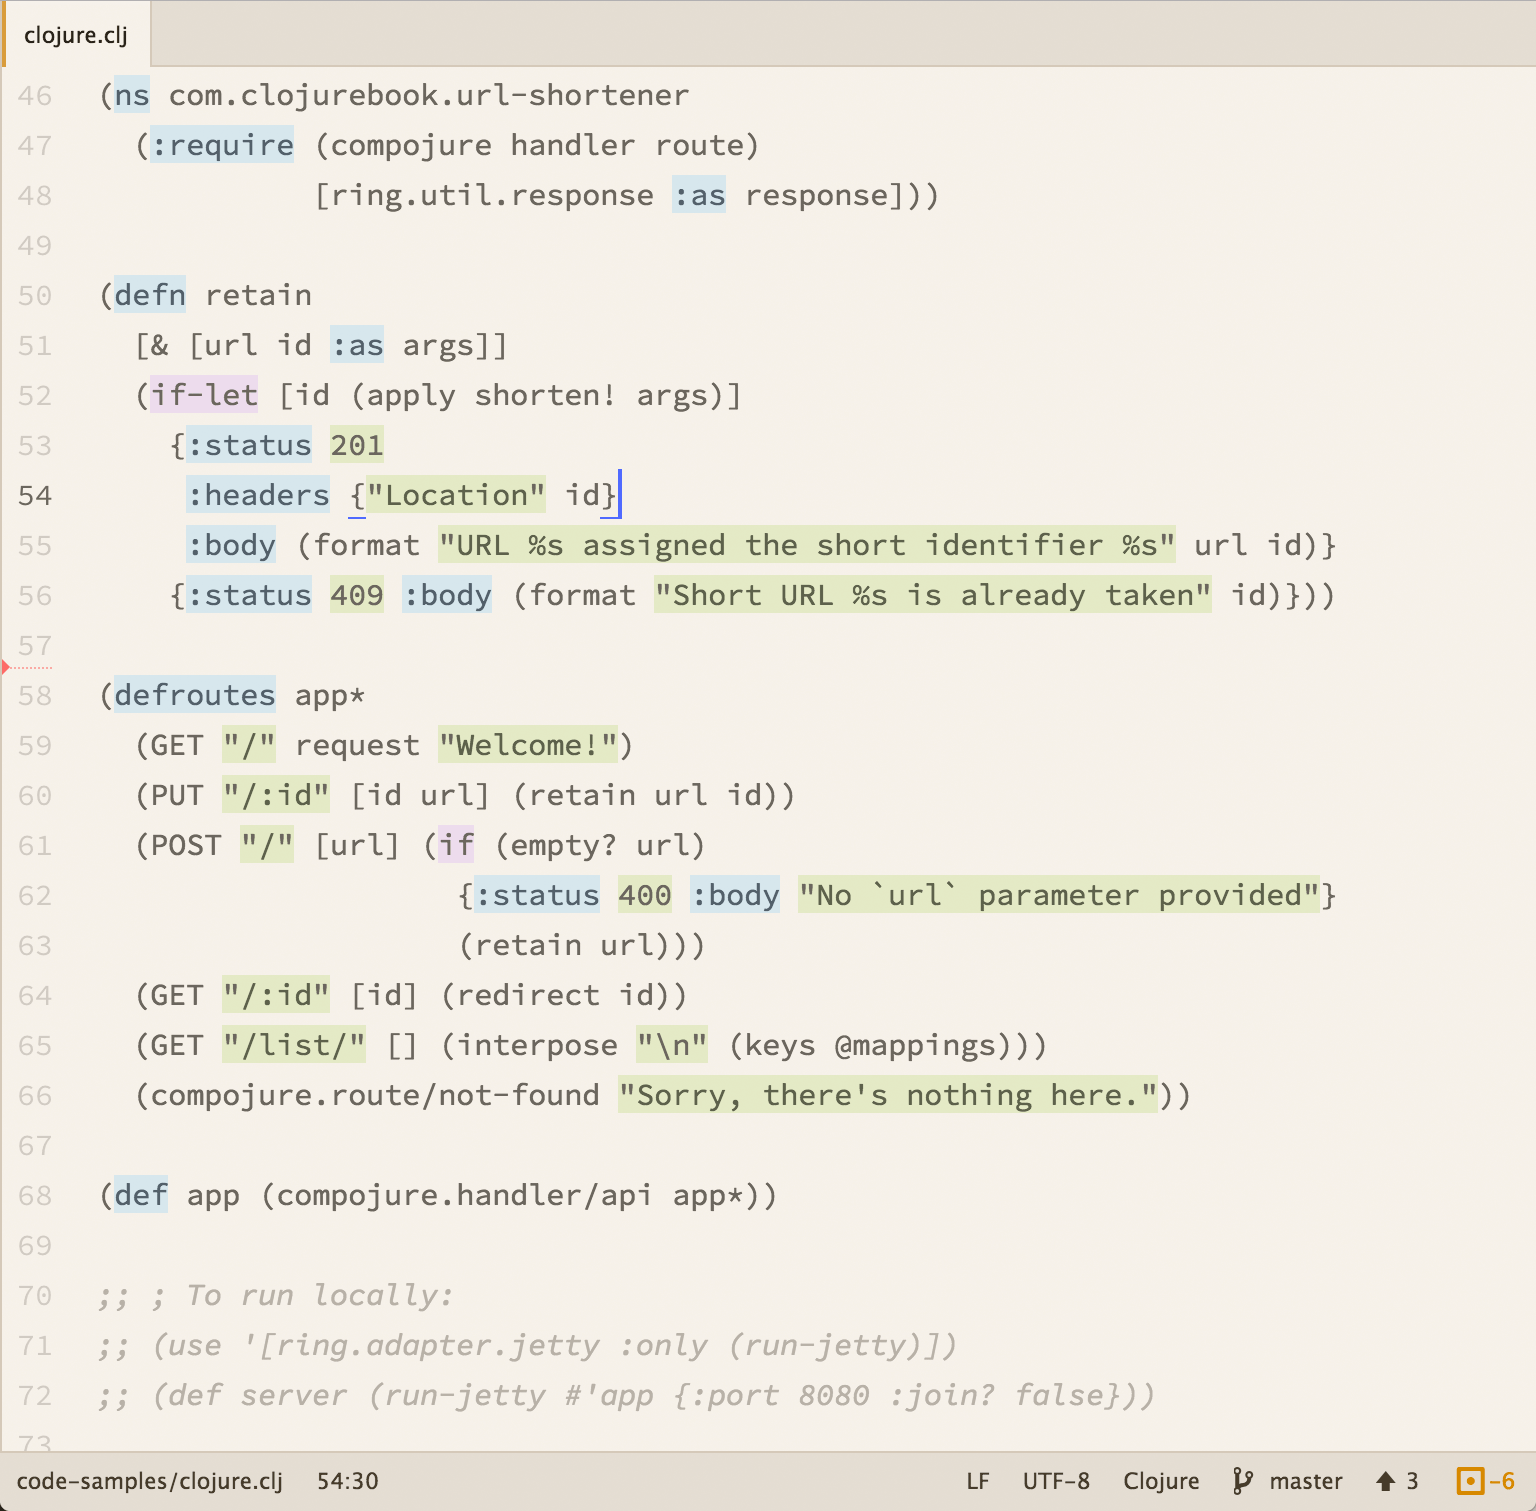 clojure.clj
46 (ns com.clojurebook.url-shortener
47   (:require (compojure handler route)
48             [ring.util.response :as response]))
49
50 (defn retain
51   [& [url id :as args]]
52   (if-let [id (apply shorten! args)]
53     {:status 201
54      :headers {"Location" id}
55      :body (format "URL %s assigned the short identifier %s" url id)}
56     {:status 409 :body (format "Short URL %s is already taken" id)}))
57
58 (defroutes app*
59   (GET "/" request "Welcome!")
60   (PUT "/:id" [id url] (retain url id))
61   (POST "/" [url] (if (empty? url)
62                     {:status 400 :body "No `url` parameter provided"}
63                     (retain url)))
64   (GET "/:id" [id] (redirect id))
65   (GET "/list/" [] (interpose "\n" (keys @mappings)))
66   (compojure.route/not-found "Sorry, there's nothing here."))
67
68 (def app (compojure.handler/api app*))
69
70 ;; ; To run locally:
71 ;; (use '[ring.adapter.jetty :only (run-jetty)])
72 ;; (def server (run-jetty #'app {:port 8080 :join? false}))
73
code-samples/clojure.clj 54:30 LF UTF-8 Clojure master 3 -6